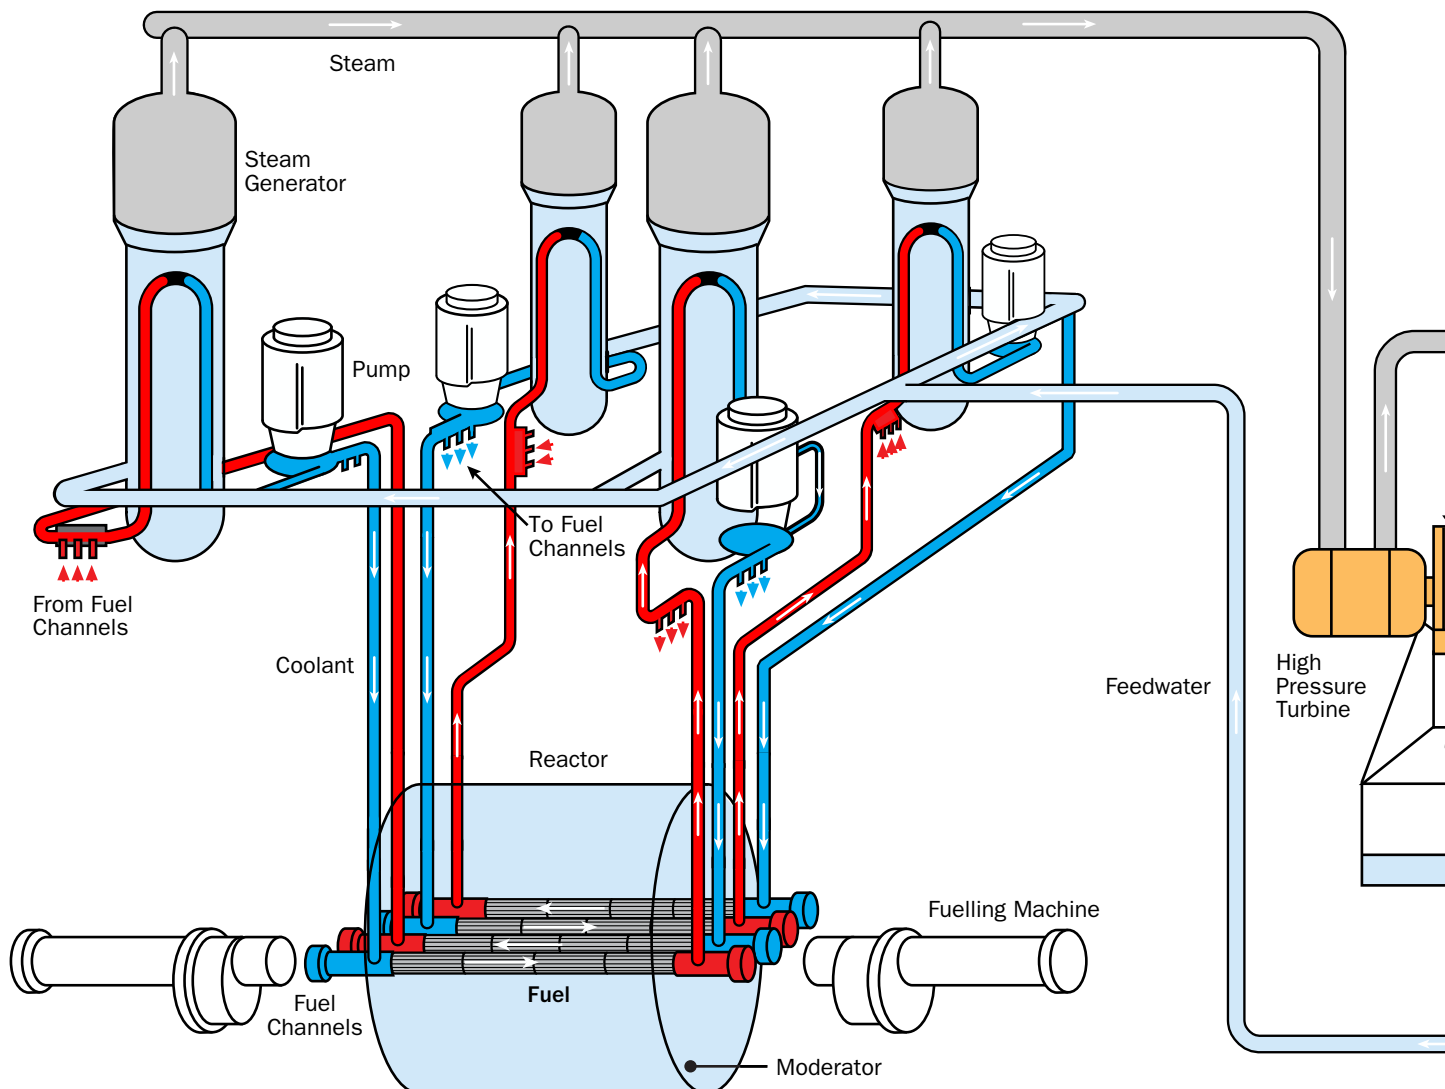 Steam
Steam
Generator
Pump
To Fuel
Channels
From Fuel
Channels
Coolant
Feedwater
High
Pressure
Turbine
Reactor
Fuelling Machine
Fuel
Fuel
Channels
Moderator